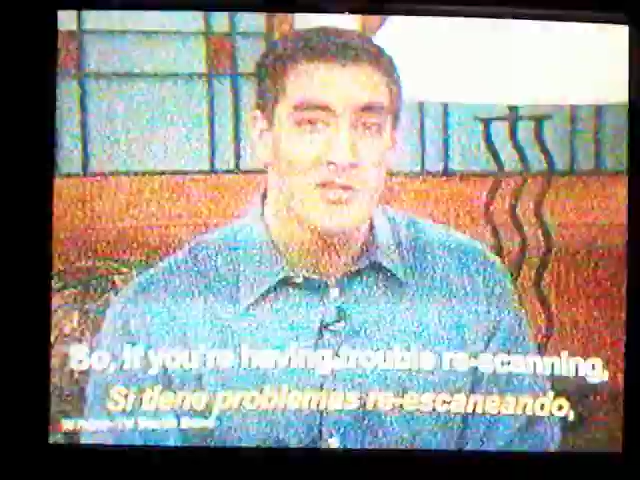 So, if you're having trouble re-scanning,
Si tiene problemas re-escaneando,